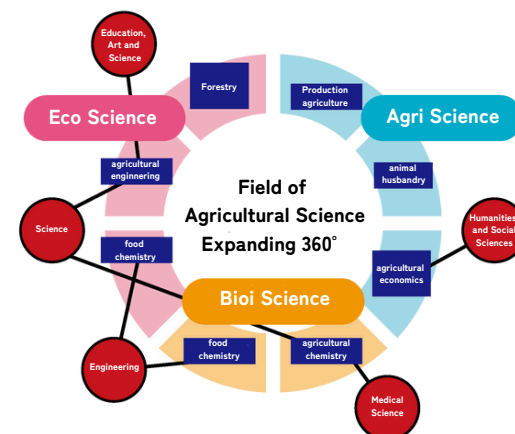 Education,
Art and
Science
Forestry
Production
agriculture
Eco Science
Agri Science
agricultural
enginnering
animal
husbandry
Field of
Agricultural Science
Expanding 360°
Science
Humanities
and Social
Sciences
food
chemistry
agricultural
economics
Bioi Science
food
chemistry
agricultural
chemistry
Engineering
Medical
Science